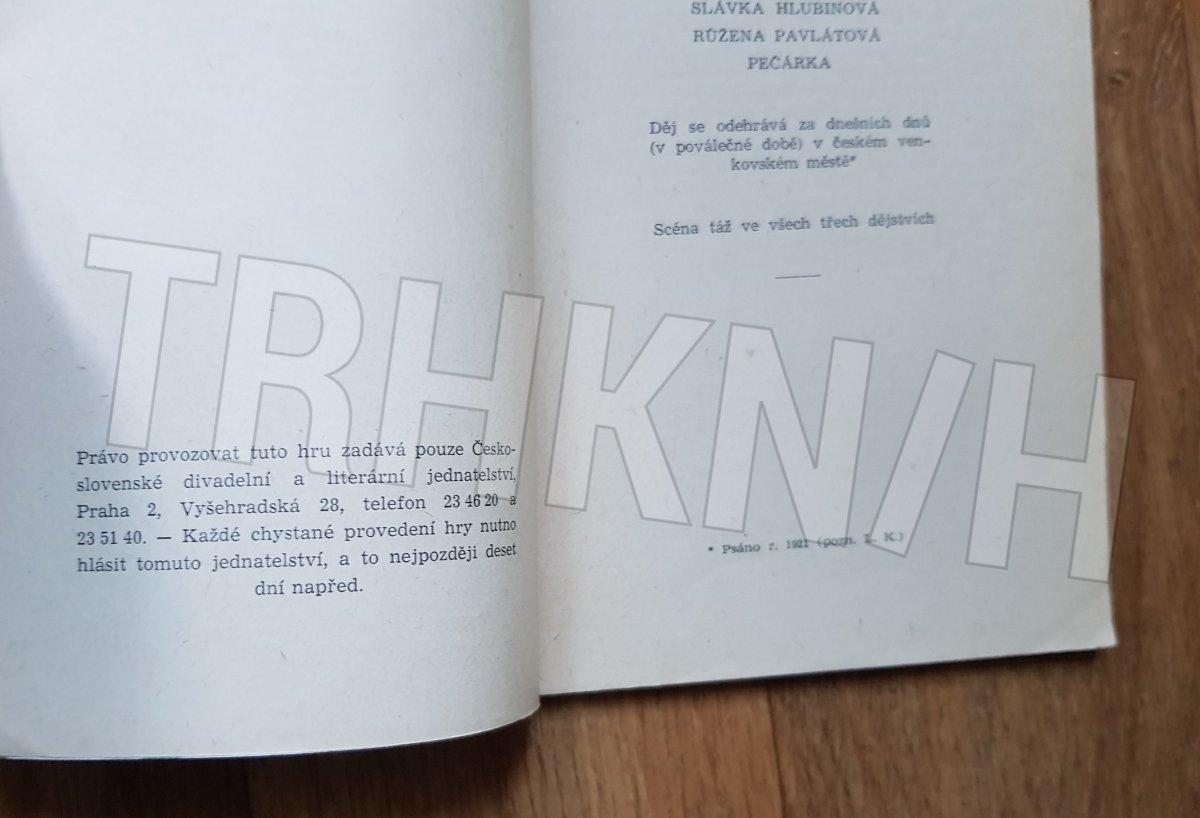 Právo provozovat tuto hru zadává pouze Česko-
slovenské divadelní a literární jednatelství,
Praha 2, Vyšehradská 28, telefon 23 46 20 a
23 51 40. — Každé chystané provedení hry nutno
hlásit tomuto jednatelství, a to nejpozději deset
dní napřed.
SLÁVKA HLUBINOVÁ
RŮŽENA PAVLÁTOVÁ
PEČÁRKA
Děj se odehrává za dnešních dnů
(v poválečné době) v českém ven-
kovském městě*
Scéna táž ve všech třech dějstvích
* Psáno r. 1921 (pozn. L. K.)
TRHKN/H